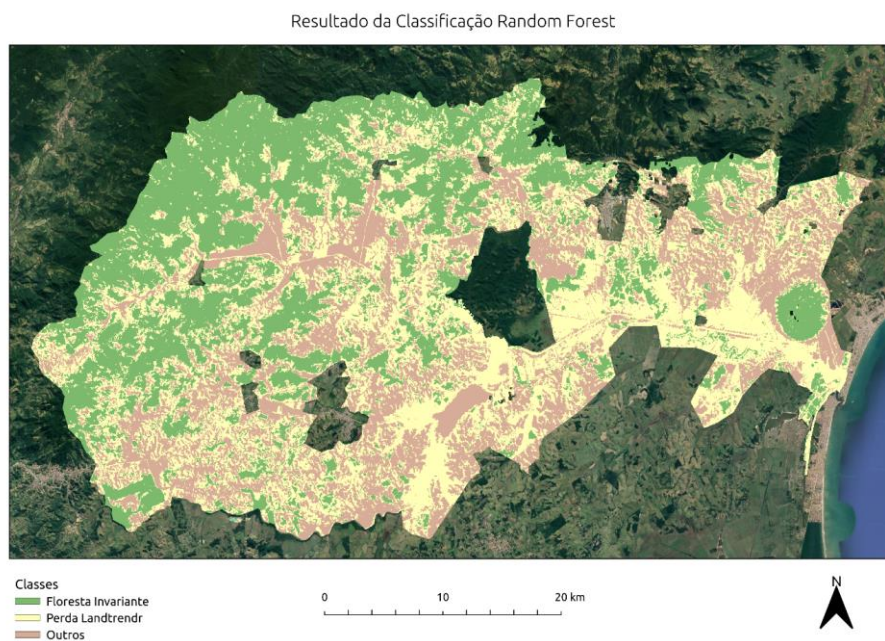 Resultado da Classificação Random Forest
Classes
Floresta Invariante
Perda Landtrendr
Outros
0 10 20 km
N